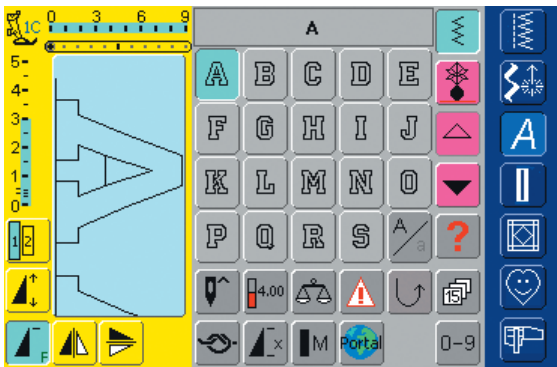 1C
0 3 6 9
A
5
4
3
2
1
0
A B C D E
F G H I J
K L M N O
P Q R S A/a
?
1 2
4.00
15
F
x
M
Portal
0-9
A